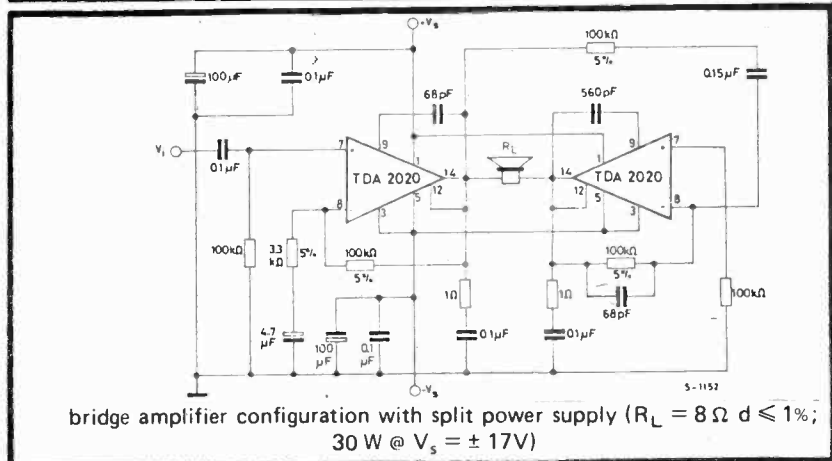 +Vs
100kΩ
5%
100µF
0.1µF
68pF
560pF
0.15µF
Vi
0.1µF
7
9
1
TDA 2020
14
12
5
3
8
RL
14
9
1
7
TDA 2020
12
5
3
8
100kΩ
3.3
kΩ
5%
100kΩ
5%
1Ω
1Ω
100kΩ
5%
68pF
100kΩ
4.7
µF
100
µF
0.1
µF
0.1µF
0.1µF
-Vs
S-1152
bridge amplifier configuration with split power supply (RL = 8 Ω d ⩽ 1%;
30 W @ Vs = ± 17V)